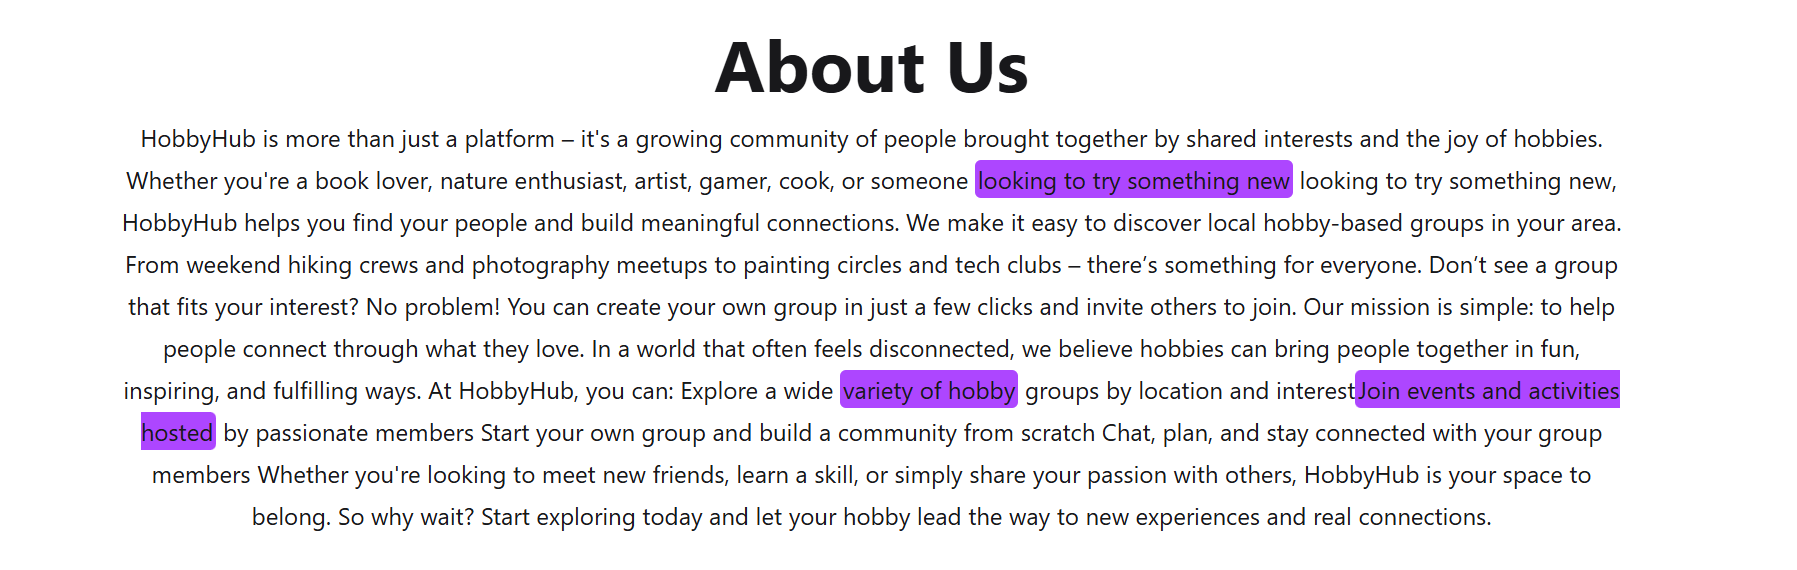 About Us
HobbyHub is more than just a platform – it's a growing community of people brought together by shared interests and the joy of hobbies.
Whether you're a book lover, nature enthusiast, artist, gamer, cook, or someone looking to try something new looking to try something new,
HobbyHub helps you find your people and build meaningful connections. We make it easy to discover local hobby-based groups in your area.
From weekend hiking crews and photography meetups to painting circles and tech clubs – there’s something for everyone. Don’t see a group
that fits your interest? No problem! You can create your own group in just a few clicks and invite others to join. Our mission is simple: to help
people connect through what they love. In a world that often feels disconnected, we believe hobbies can bring people together in fun,
inspiring, and fulfilling ways. At HobbyHub, you can: Explore a wide variety of hobby groups by location and interestJoin events and activities
hosted by passionate members Start your own group and build a community from scratch Chat, plan, and stay connected with your group
members Whether you're looking to meet new friends, learn a skill, or simply share your passion with others, HobbyHub is your space to
belong. So why wait? Start exploring today and let your hobby lead the way to new experiences and real connections.